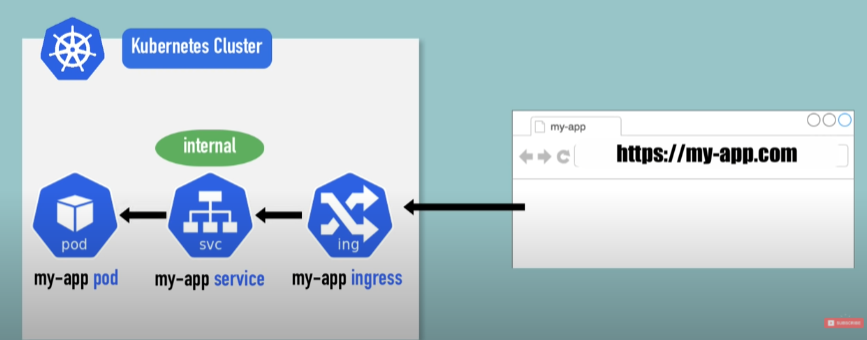 Kubernetes Cluster
internal
my-app
https://my-app.com
pod
svc
ing
my-app pod
my-app service
my-app ingress
SUBSCRIBE